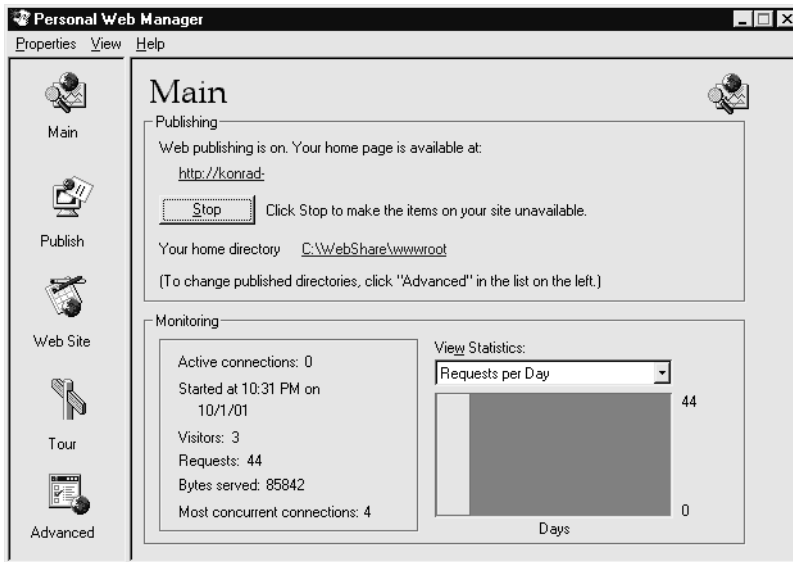 Personal Web Manager
Properties View Help
Main
Publish
Web Site
Tour
Advanced
Main
Publishing
Web publishing is on. Your home page is available at:
http://konrad-
Stop Click Stop to make the items on your site unavailable.
Your home directory C:\WebShare\wwwroot
(To change published directories, click "Advanced" in the list on the left.)
Monitoring
Active connections: 0
Started at 10:31 PM on
10/1/01
Visitors: 3
Requests: 44
Bytes served: 85842
Most concurrent connections: 4
View Statistics:
Requests per Day
44
0
Days